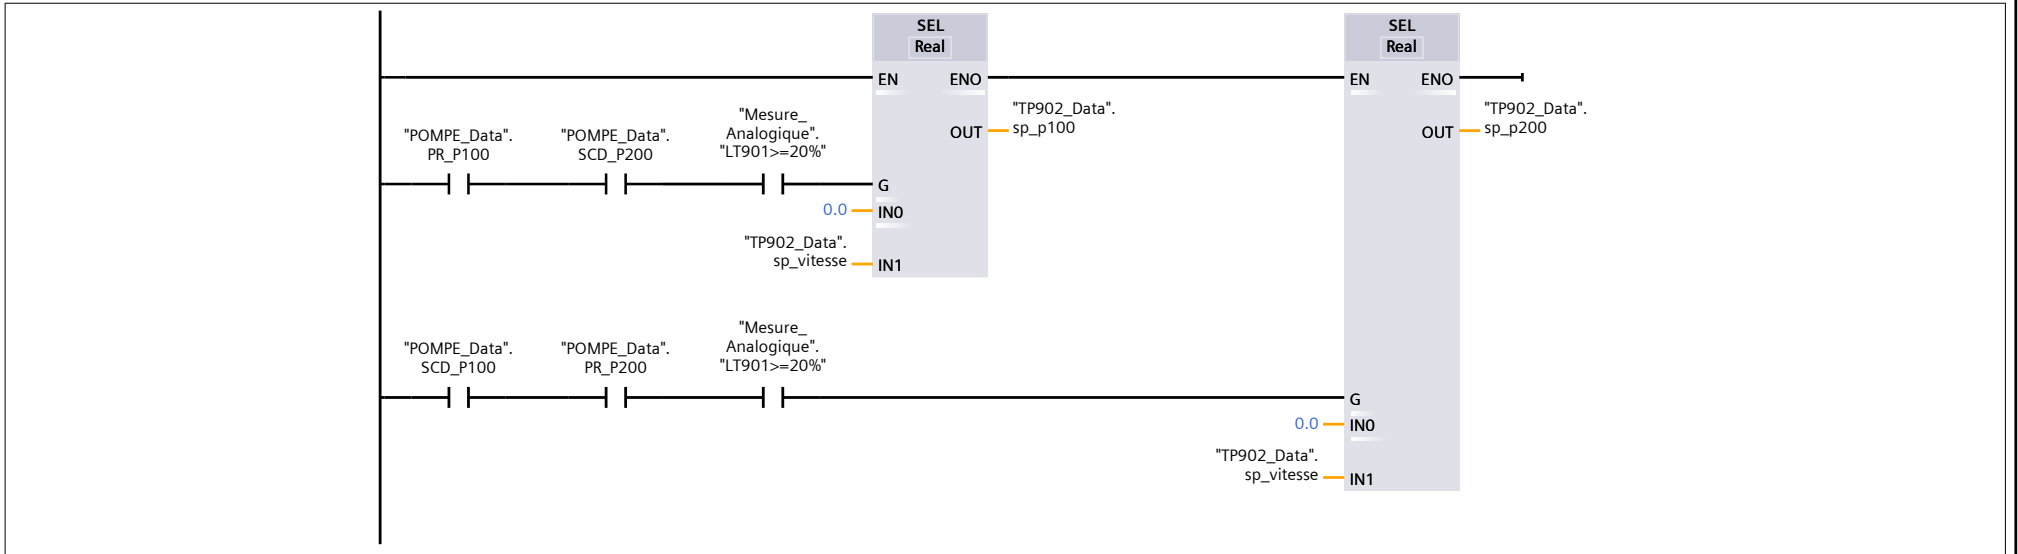 SEL
Real
EN
ENO
"TP902_Data".
sp_p100
OUT
"POMPE_Data".
PR_P100
"POMPE_Data".
SCD_P200
"Mesure_
Analogique".
"LT901>=20%"
G
0.0
IN0
"TP902_Data".
sp_vitesse
IN1
SEL
Real
EN
ENO
"TP902_Data".
sp_p200
OUT
"POMPE_Data".
SCD_P100
"POMPE_Data".
PR_P200
"Mesure_
Analogique".
"LT901>=20%"
G
0.0
IN0
"TP902_Data".
sp_vitesse
IN1